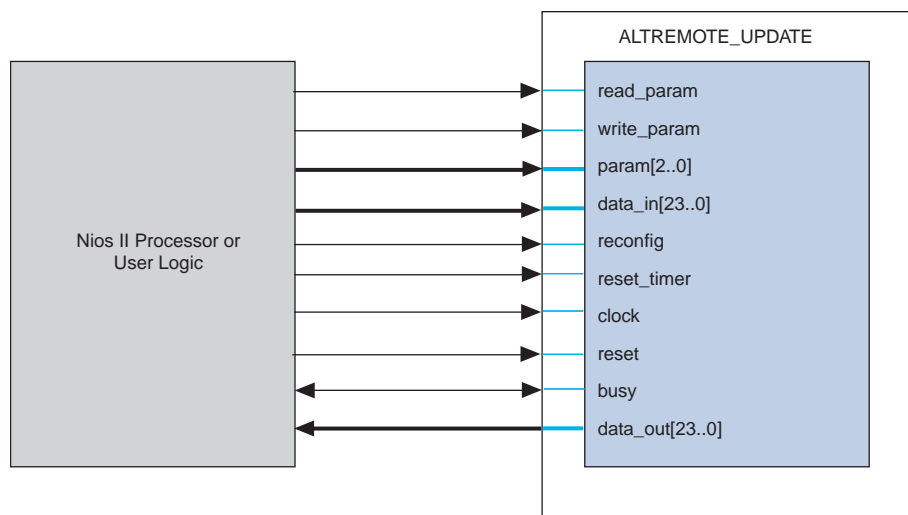 ALTREMOTE_UPDATE
Nios II Processor or
User Logic
read_param
write_param
param[2..0]
data_in[23..0]
reconfig
reset_timer
clock
reset
busy
data_out[23..0]